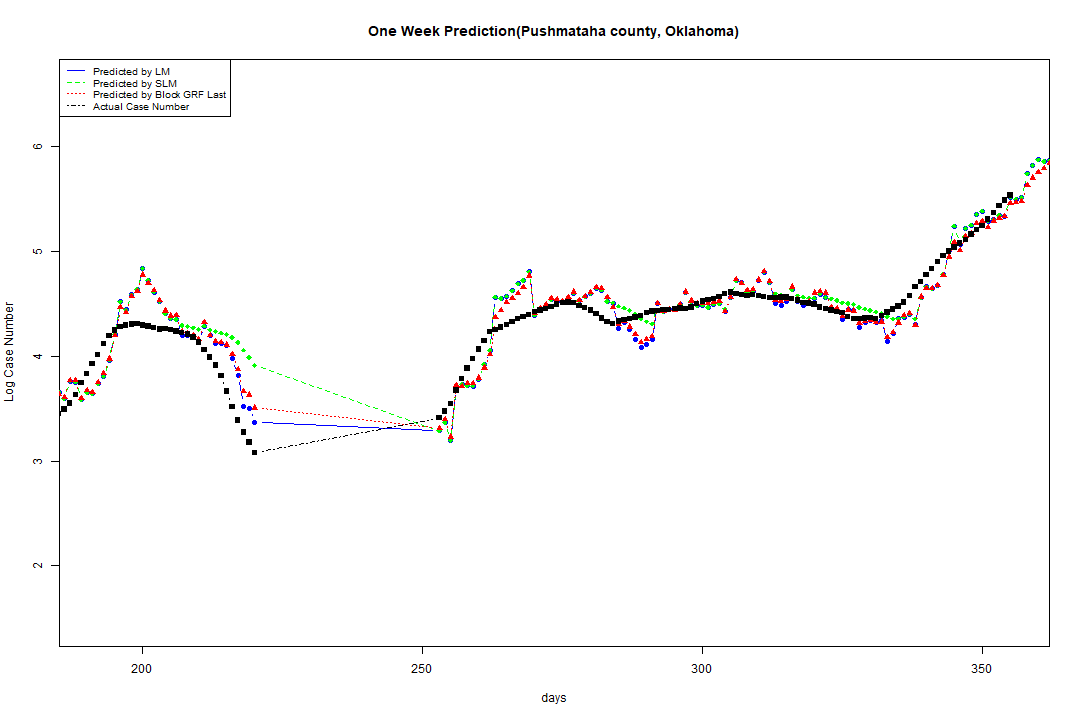 One Week Prediction(Pushmataha county, Oklahoma)
Predicted by LM
Predicted by SLM
Predicted by Block GRF Last
Actual Case Number
6
5
4
3
2
Log Case Number
200 250 300 350
days